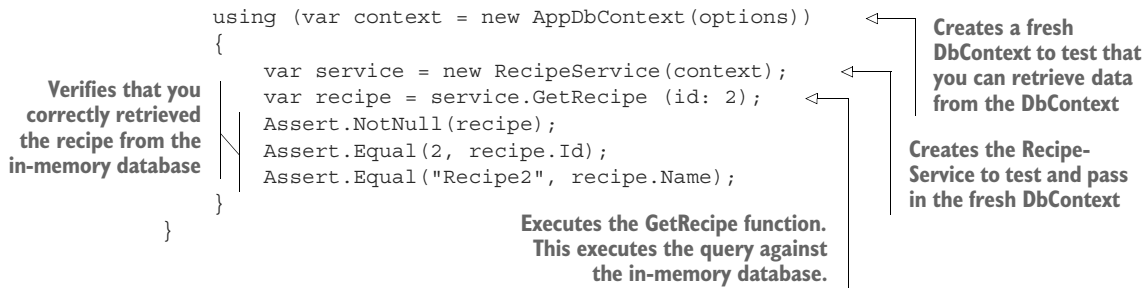 using (var context = new AppDbContext(options))
{
var service = new RecipeService(context);
var recipe = service.GetRecipe (id: 2);
Assert.NotNull(recipe);
Assert.Equal(2, recipe.Id);
Assert.Equal("Recipe2", recipe.Name);
}
}
Verifies that you
correctly retrieved
the recipe from the
in-memory database
Creates a fresh
DbContext to test that
you can retrieve data
from the DbContext
Creates the Recipe-
Service to test and pass
in the fresh DbContext
Executes the GetRecipe function.
This executes the query against
the in-memory database.